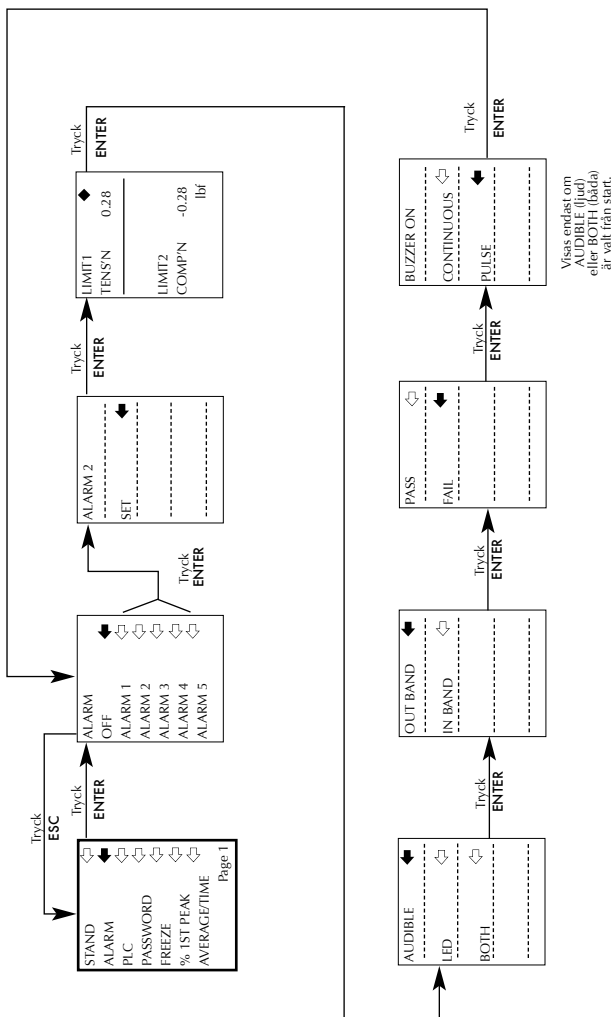 STAND
ALARM
PLC
PASSWORD
FREEZE
% 1ST PEAK
AVERAGE/TIME
Page 1
Tryck
ESC
Tryck
ENTER
ALARM
OFF
ALARM 1
ALARM 2
ALARM 3
ALARM 4
ALARM 5
Tryck
ENTER
ALARM 2
SET
Tryck
ENTER
LIMIT1
TENS'N 0.28
LIMIT2
COMP'N -0.28
lbf
Tryck
ENTER
AUDIBLE
LED
BOTH
Tryck
ENTER
OUT BAND
IN BAND
Tryck
ENTER
PASS
FAIL
Tryck
ENTER
BUZZER ON
CONTINUOUS
PULSE
Tryck
ENTER
Visas endast om
AUDIBLE (ljud)
eller BOTH (båda)
är valt från start.